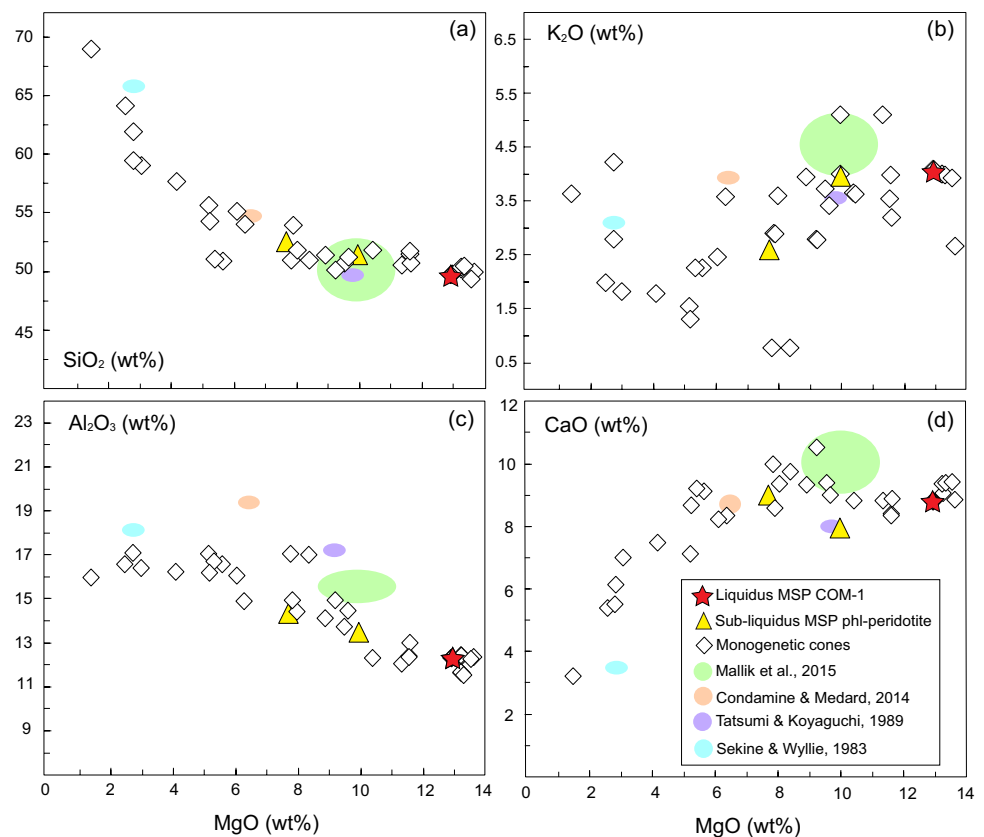 (a)
70
65
60
55
50
45
SiO₂ (wt%)
K₂O (wt%)
(b)
6.5
5.5
4.5
3.5
2.5
1.5
0.5
Al₂O₃ (wt%)
(c)
23
21
19
17
15
13
11
9
0 2 4 6 8 10 12 14
MgO (wt%)
CaO (wt%)
(d)
12
10
8
6
4
2
Liquidus MSP COM-1
Sub-liquidus MSP phl-peridotite
Monogenetic cones
Mallik et al., 2015
Condamine & Medard, 2014
Tatsumi & Koyaguchi, 1989
Sekine & Wyllie, 1983
0 2 4 6 8 10 12 14
MgO (wt%)